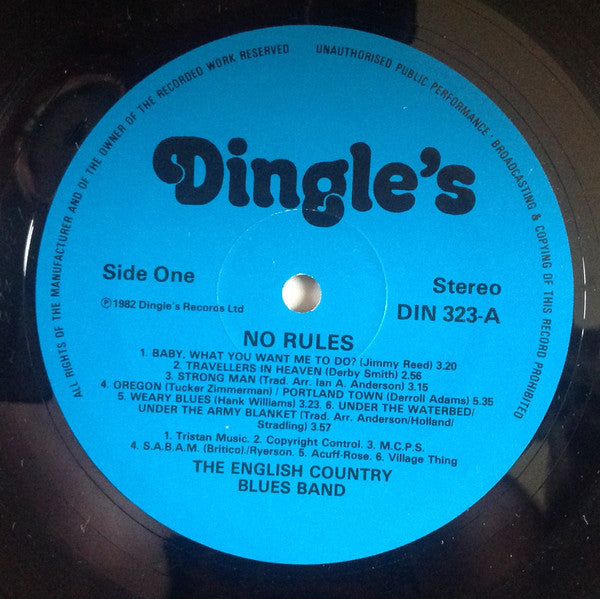 ALL RIGHTS OF THE MANUFACTURER AND OF THE OWNER OF THE RECORDED WORK RESERVED
UNAUTHORISED PUBLIC PERFORMANCE · BROADCASTING & COPYING OF THIS RECORD PROHIBITED
Dingle's
Side One
Stereo
℗ 1982 Dingle's Records Ltd
DIN 323-A
NO RULES
1. BABY, WHAT YOU WANT ME TO DO? (Jimmy Reed) 3.20
2. TRAVELLERS IN HEAVEN (Derby Smith) 2.56
3. STRONG MAN (Trad. Arr. Ian A. Anderson) 3.15
4. OREGON (Tucker Zimmerman) / PORTLAND TOWN (Derroll Adams) 5.35
5. WEARY BLUES (Hank Williams) 3.23. 6. UNDER THE WATERBED/
UNDER THE ARMY BLANKET (Trad. Arr. Anderson/Holland/
Stradling) 3.57
1. Tristan Music. 2. Copyright Control. 3. M.C.P.S.
4. S.A.B.A.M. (Britico)./Ryerson. 5. Acuff-Rose. 6. Village Thing
THE ENGLISH COUNTRY
BLUES BAND